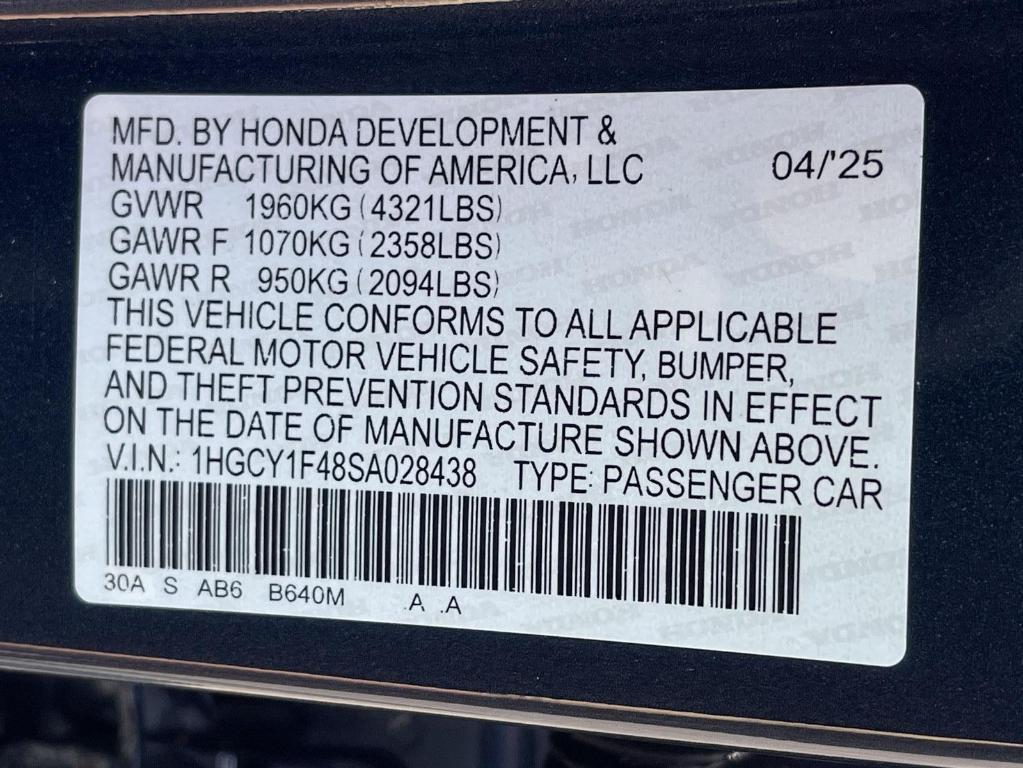 MFD. BY HONDA DEVELOPMENT &
MANUFACTURING OF AMERICA, LLC 04/'25
GVWR 1960KG (4321LBS)
GAWR F 1070KG (2358LBS)
GAWR R 950KG (2094LBS)
THIS VEHICLE CONFORMS TO ALL APPLICABLE
FEDERAL MOTOR VEHICLE SAFETY, BUMPER,
AND THEFT PREVENTION STANDARDS IN EFFECT
ON THE DATE OF MANUFACTURE SHOWN ABOVE.
V.I.N.: 1HGCY1F48SA028438 TYPE: PASSENGER CAR
30A S AB6 B640M .A .A